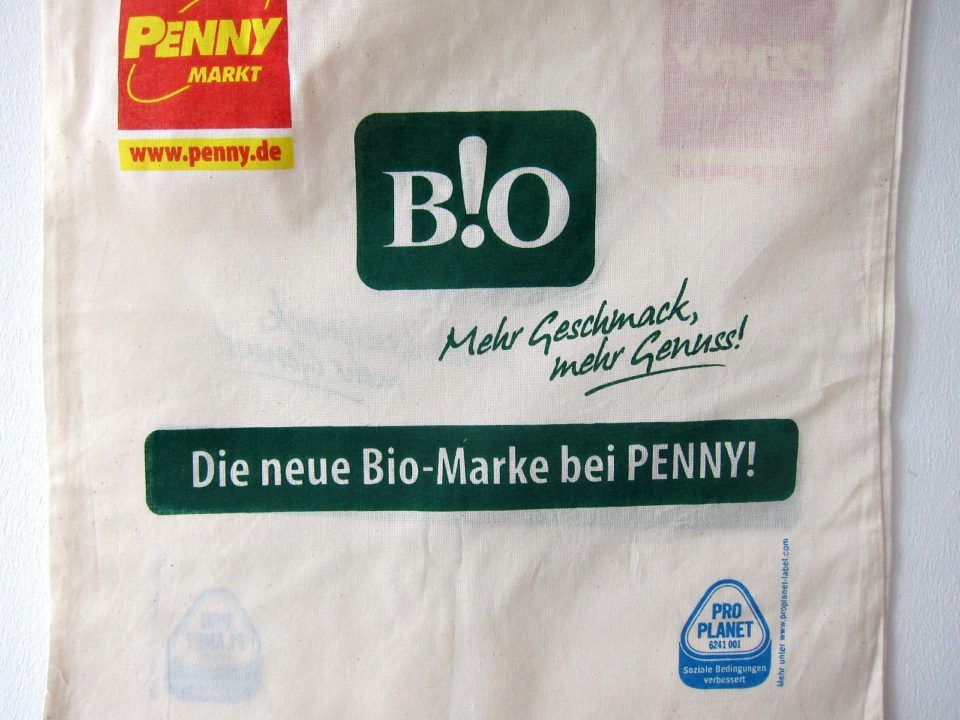 PENNY
MARKT
www.penny.de
B!O
Mehr Geschmack,
mehr Genuss!
Die neue Bio-Marke bei PENNY!
PRO
PLANET
6241 001
Soziale Bedingungen
verbessert
Mehr unter www.proplanet-label.com